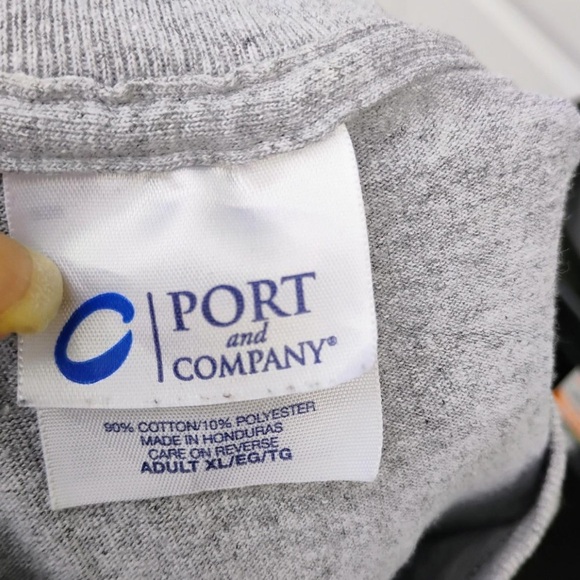 PORT
and
COMPANY®
90% COTTON/10% POLYESTER
MADE IN HONDURAS
CARE ON REVERSE
ADULT XL/EG/TG